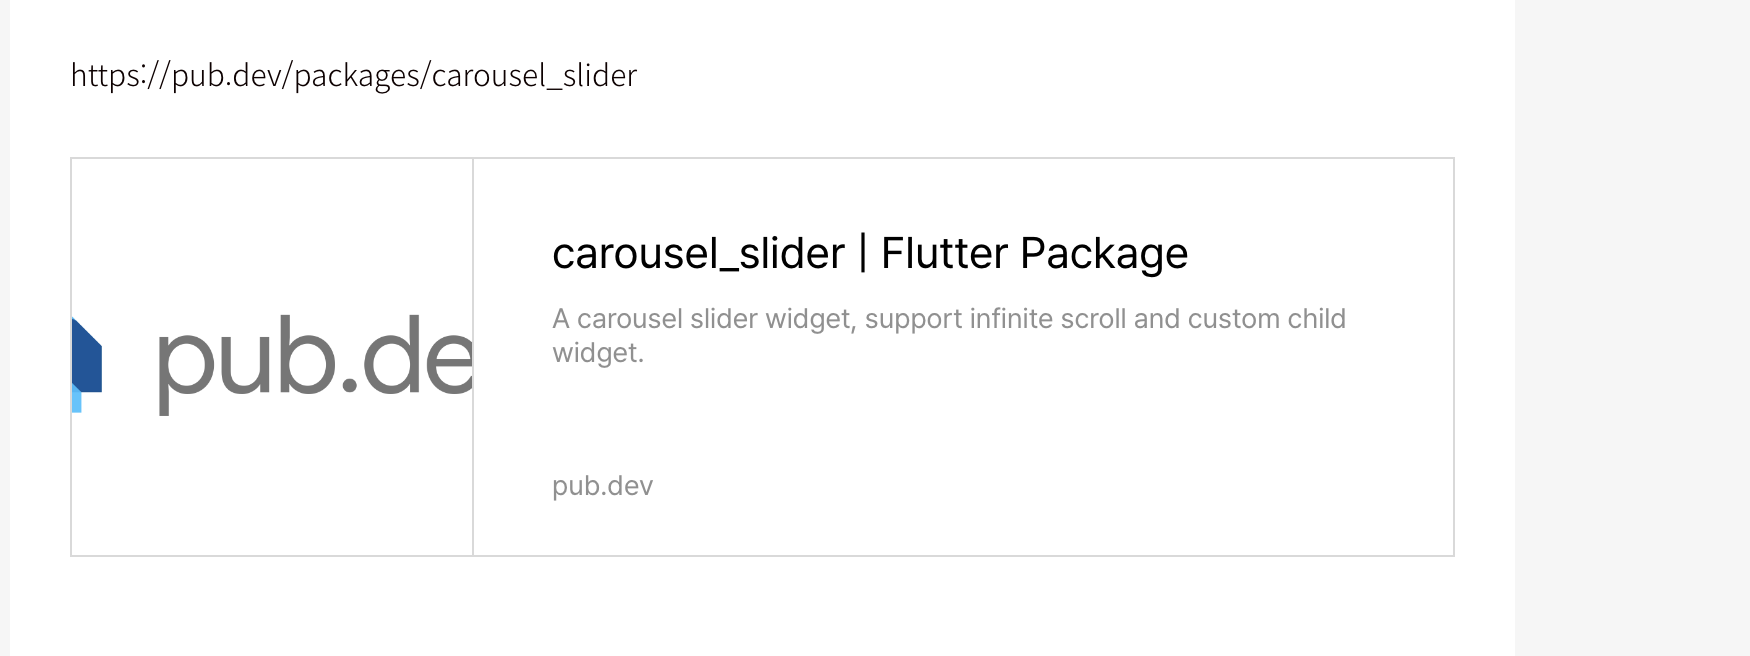 https://pub.dev/packages/carousel_slider
pub.de
carousel_slider | Flutter Package
A carousel slider widget, support infinite scroll and custom child
widget.
pub.dev